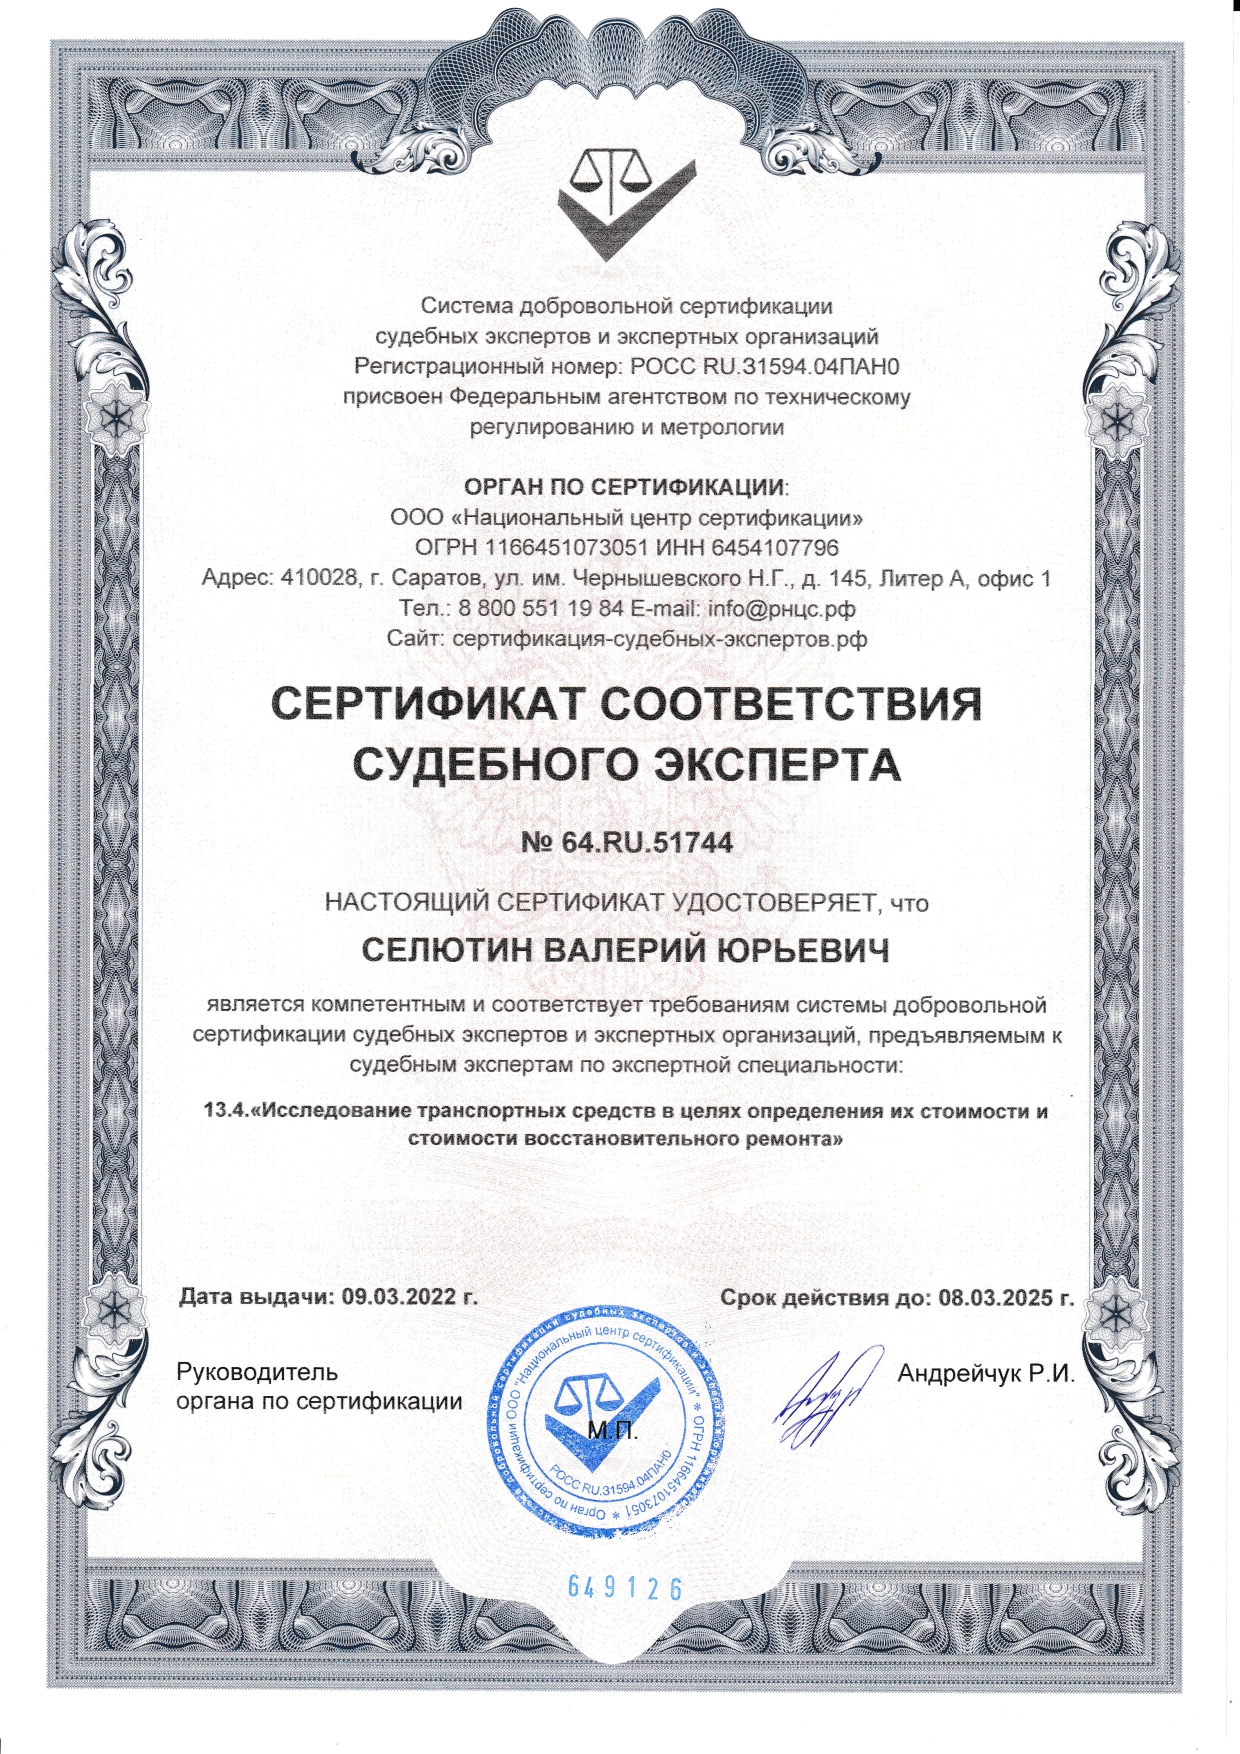 Система добровольной сертификации
судебных экспертов и экспертных организаций
Регистрационный номер: РОСС RU.31594.04ПАН0
присвоен Федеральным агентством по техническому
регулированию и метрологии
ОРГАН ПО СЕРТИФИКАЦИИ:
ООО «Национальный центр сертификации»
ОГРН 1166451073051 ИНН 6454107796
Адрес: 410028, г. Саратов, ул. им. Чернышевского Н.Г., д. 145, Литер А, офис 1
Тел.: 8 800 551 19 84 E-mail: info@рнцс.рф
Сайт: сертификация-судебных-экспертов.рф
СЕРТИФИКАТ СООТВЕТСТВИЯ
СУДЕБНОГО ЭКСПЕРТА
№ 64.RU.51744
НАСТОЯЩИЙ СЕРТИФИКАТ УДОСТОВЕРЯЕТ, что
СЕЛЮТИН ВАЛЕРИЙ ЮРЬЕВИЧ
является компетентным и соответствует требованиям системы добровольной
сертификации судебных экспертов и экспертных организаций, предъявляемым к
судебным экспертам по экспертной специальности:
13.4.«Исследование транспортных средств в целях определения их стоимости и
стоимости восстановительного ремонта»
Дата выдачи: 09.03.2022 г.
Срок действия до: 08.03.2025 г.
Руководитель
органа по сертификации
Андрейчук Р.И.
добровольной сертификации судебных экспертов и
Орган по сертификации ООО "Национальный центр сертификации" * ОГРН 1166451073051 *
РОСС RU.31594.04ПАН0
М.П.
649126